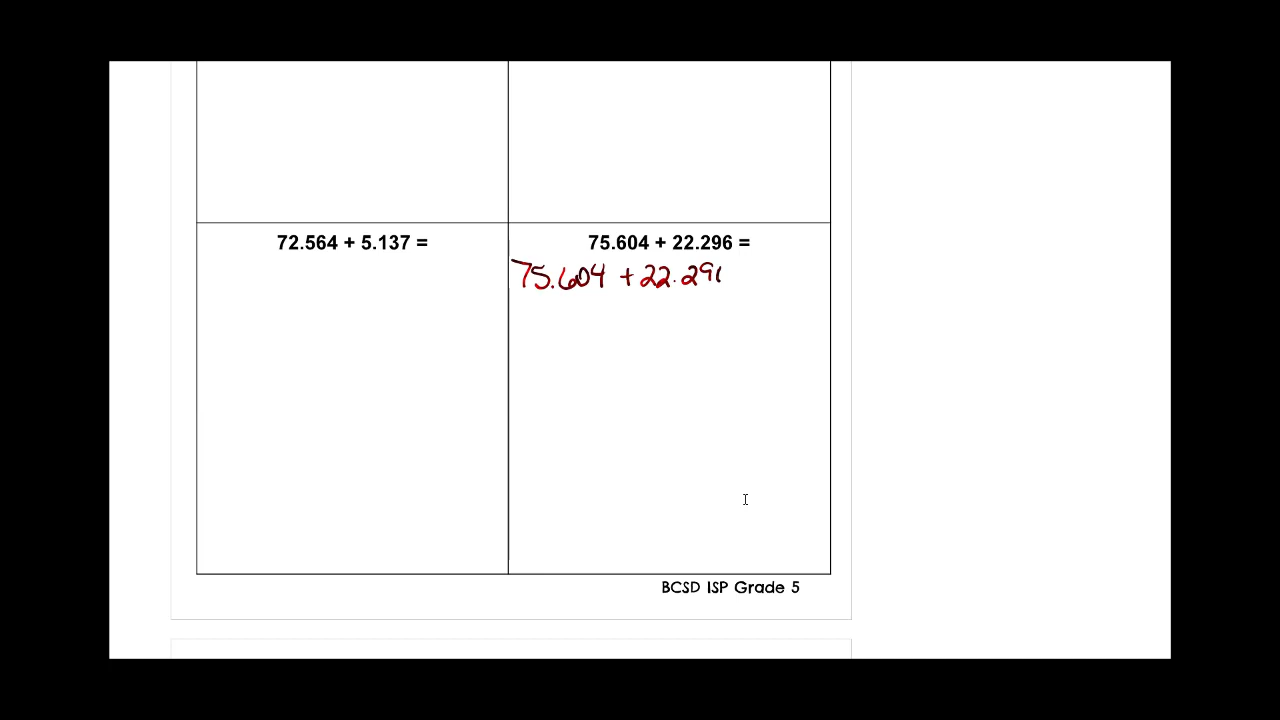 72.564 + 5.137 =
75.604 + 22.296 =
75.604 + 22.29
BCSD ISP Grade 5